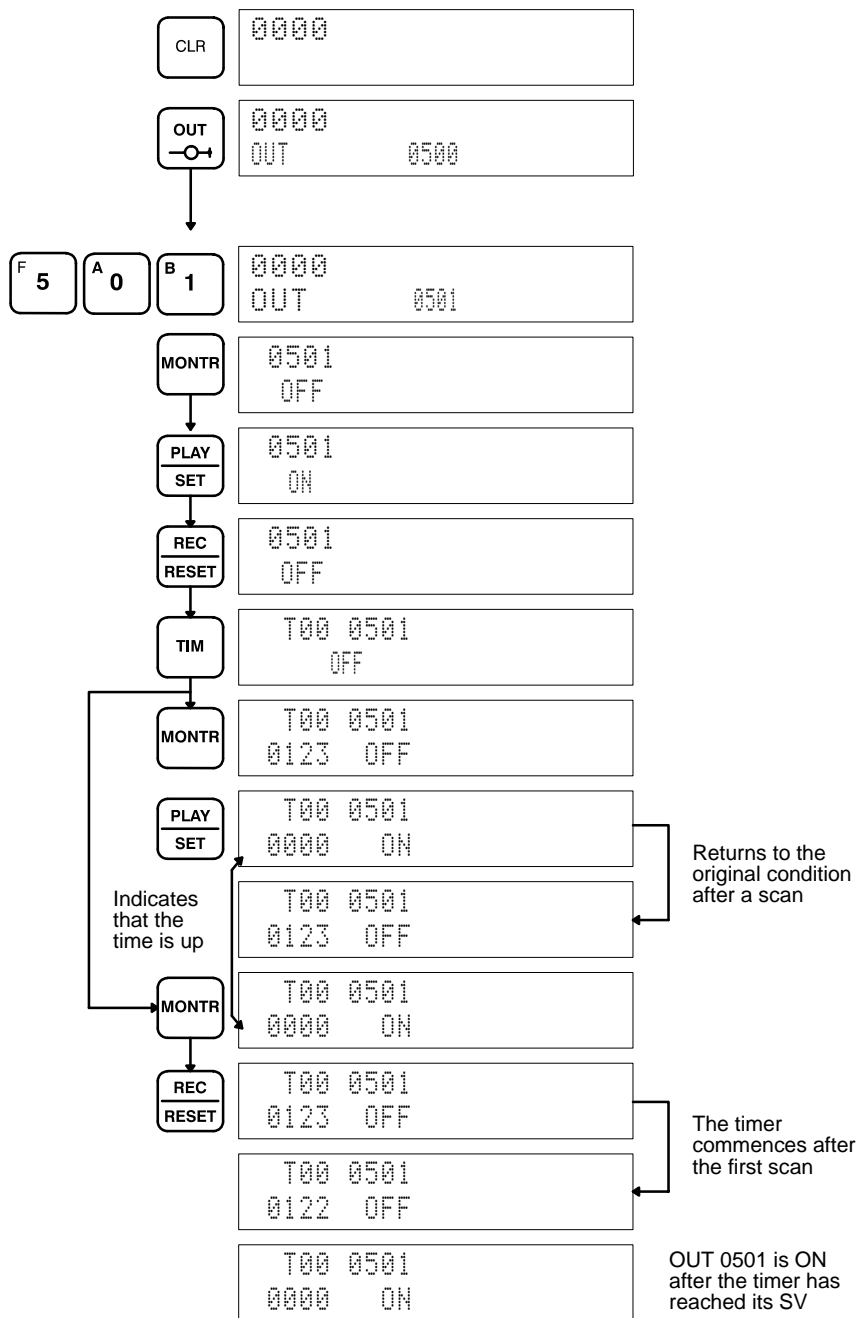 CLR
0000
OUT
0000
OUT 0500
F 5
A 0
B 1
0000
OUT 0501
MONTR
0501
OFF
PLAY
SET
0501
ON
REC
RESET
0501
OFF
TIM
T00 0501
OFF
MONTR
T00 0501
0123 OFF
PLAY
SET
T00 0501
0000 ON
Returns to the
original condition
after a scan
Indicates
that the
time is up
T00 0501
0123 OFF
MONTR
T00 0501
0000 ON
REC
RESET
T00 0501
0123 OFF
The timer
commences after
the first scan
T00 0501
0122 OFF
T00 0501
0000 ON
OUT 0501 is ON
after the timer has
reached its SV